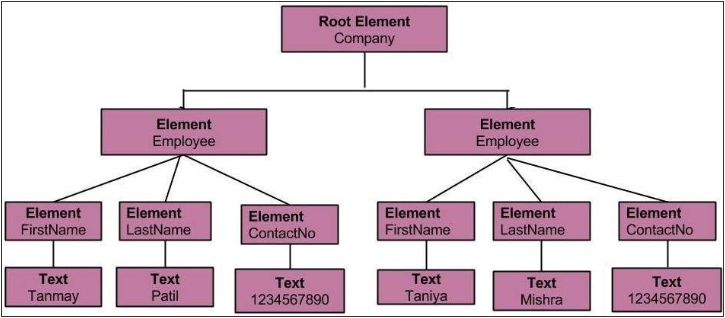 Root Element
Company
Element
Employee
Element
Employee
Element
FirstName
Element
LastName
Element
ContactNo
Element
FirstName
Element
LastName
Element
ContactNo
Text
Tanmay
Text
Patil
Text
1234567890
Text
Taniya
Text
Mishra
Text
1234567890